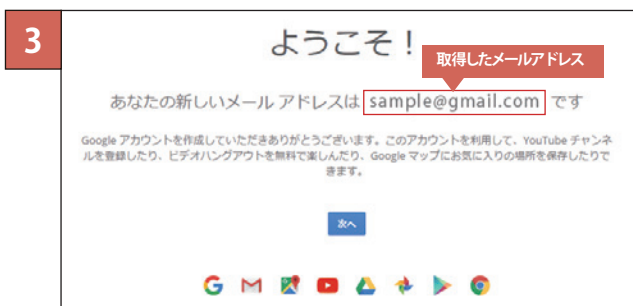 3
ようこそ！
取得したメールアドレス
あなたの新しいメール アドレスは sample@gmail.com です
Google アカウントを作成していただきありがとうございます。このアカウントを利用して、YouTube チャンネ
ルを登録したり、ビデオハングアウトを無料で楽しんだり、Google マップにお気に入りの場所を保存したりで
きます。
次へ